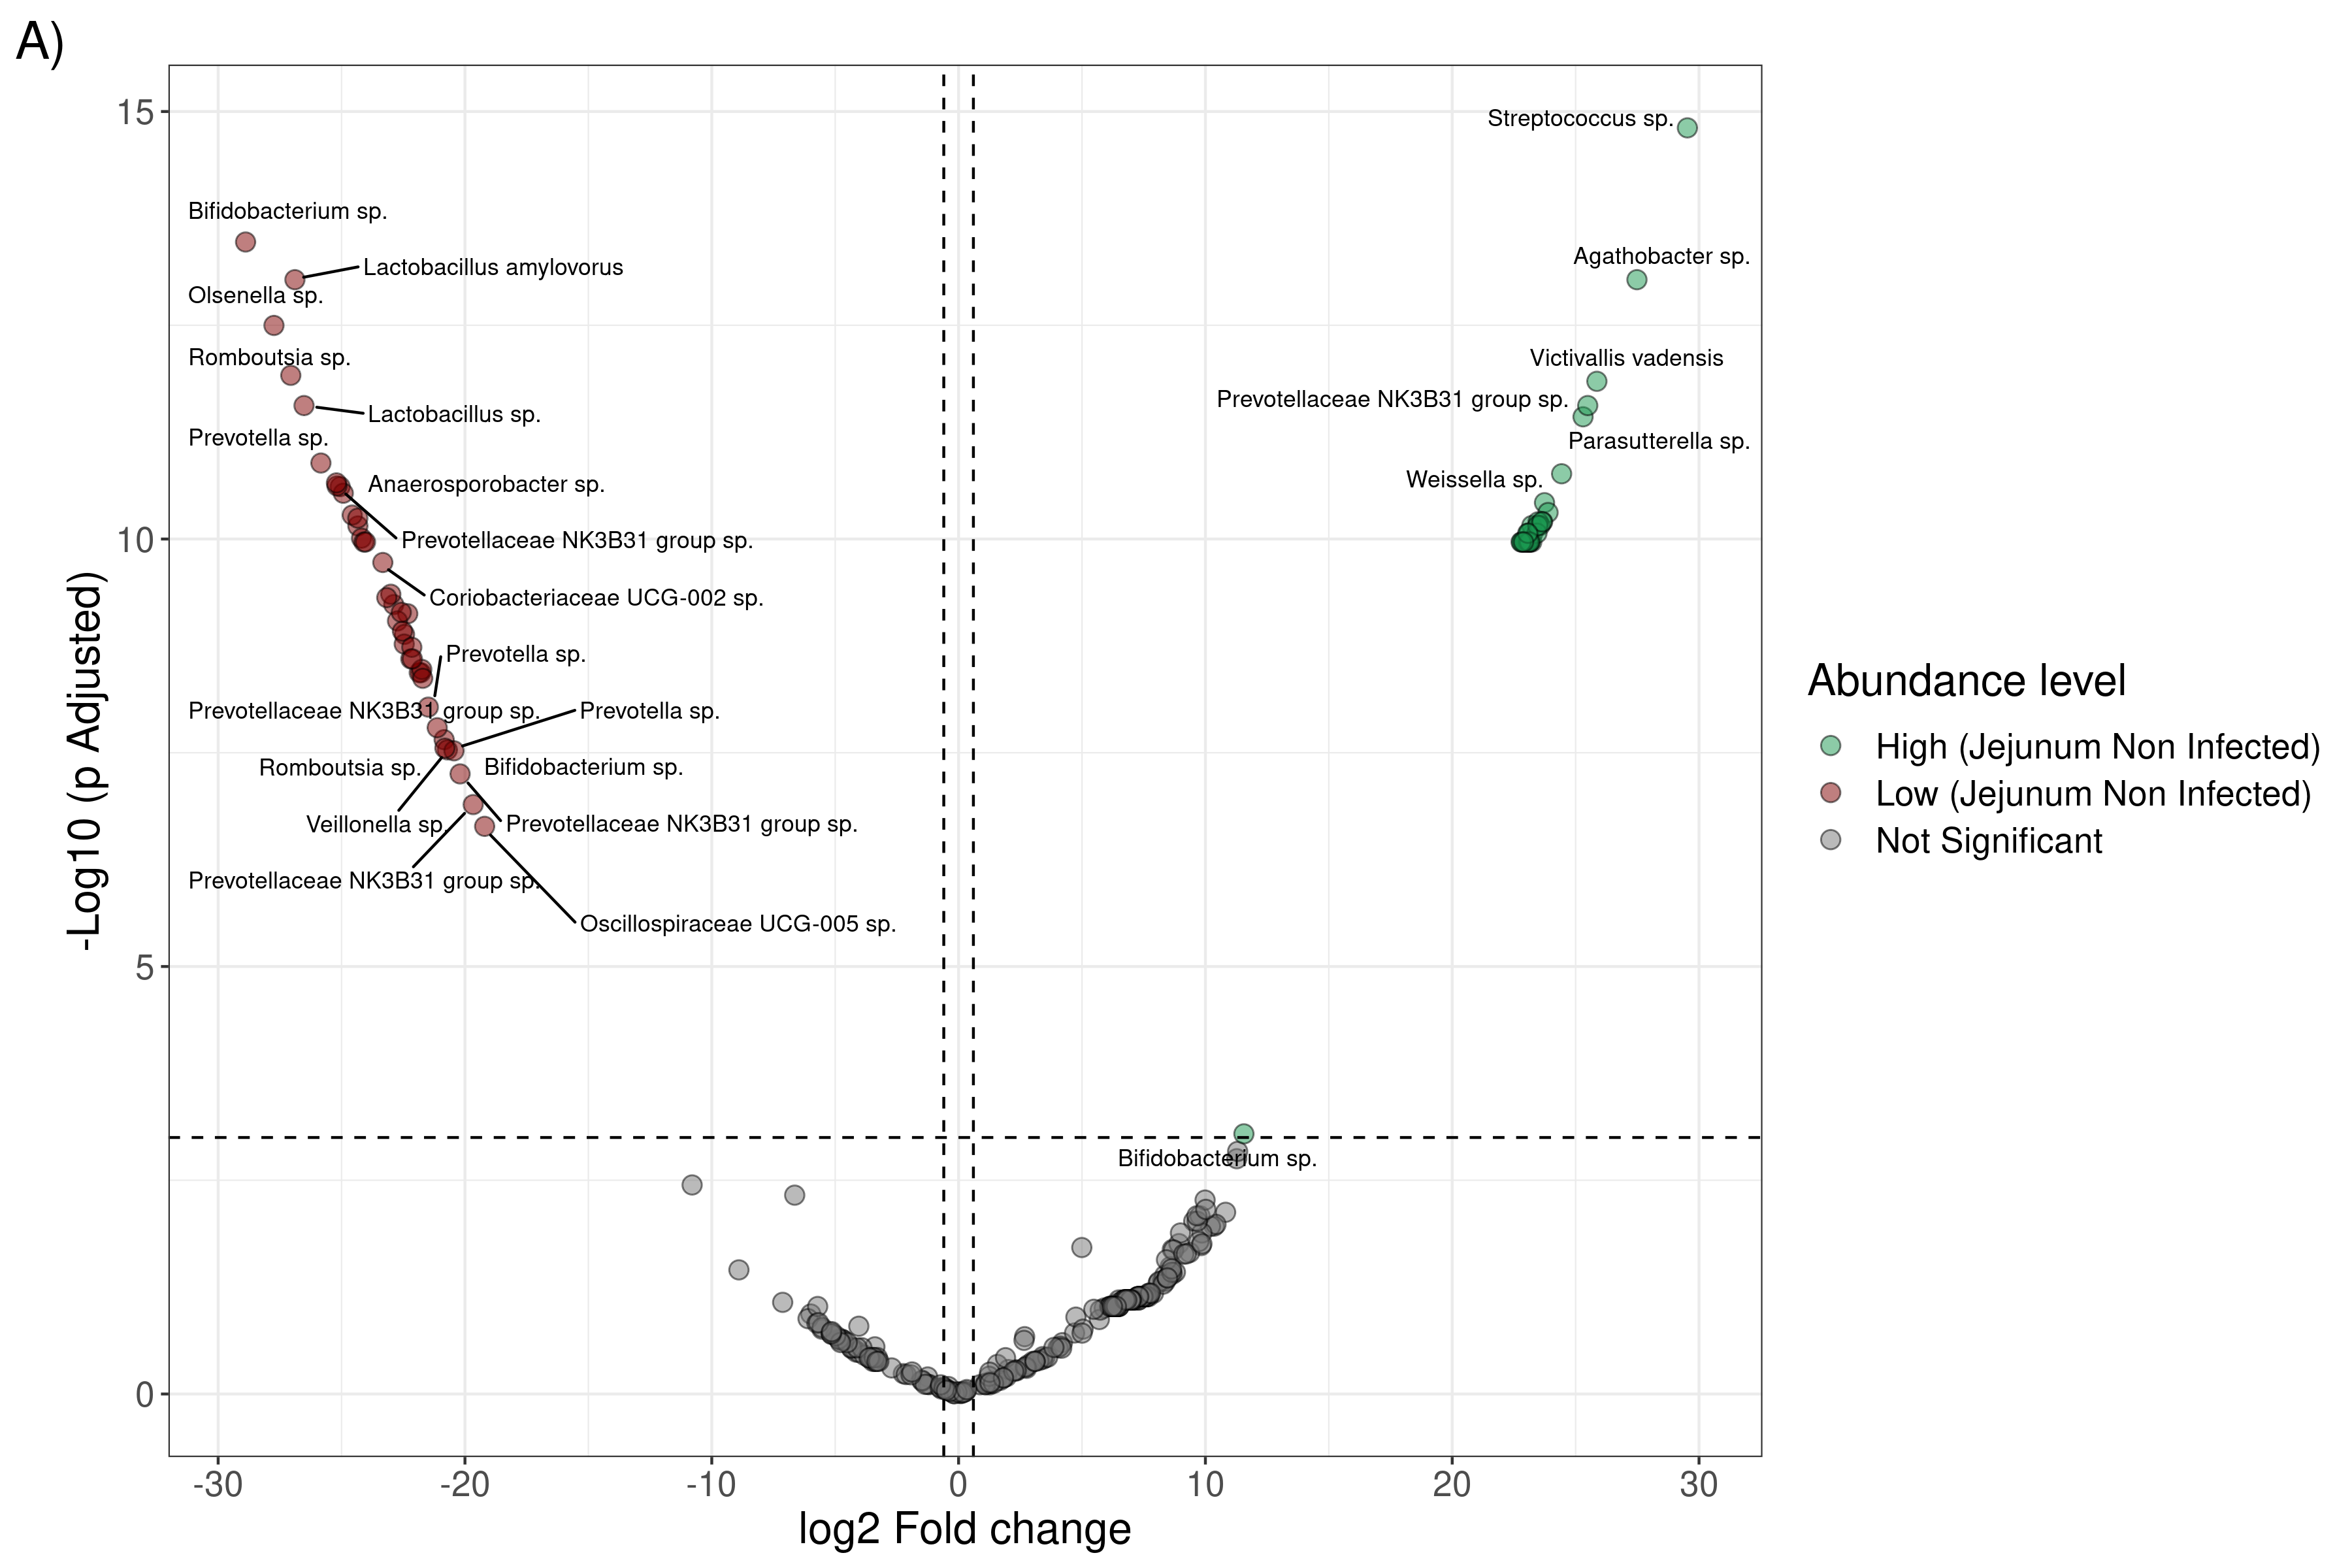 A)
15
Streptococcus sp.
Bifidobacterium sp.
Agathobacter sp.
Lactobacillus amylovorus
Olsenella sp.
Romboutsia sp.
Victivallis vadensis
Prevotellaceae NK3B31 group sp.
Lactobacillus sp.
Prevotella sp.
Parasutterella sp.
Weissella sp.
Anaerosporobacter sp.
10
Prevotellaceae NK3B31 group sp.
Coriobacteriaceae UCG-002 sp.
Prevotella sp.
Prevotellaceae NK3B31 group sp.
Prevotella sp.
Romboutsia sp.
Bifidobacterium sp.
Veillonella sp.
Prevotellaceae NK3B31 group sp.
Prevotellaceae NK3B31 group sp.
Oscillospiraceae UCG-005 sp.
5
Bifidobacterium sp.
0
-Log10 (p Adjusted)
-30 -20 -10 0 10 20 30
log2 Fold change
Abundance level
High (Jejunum Non Infected)
Low (Jejunum Non Infected)
Not Significant